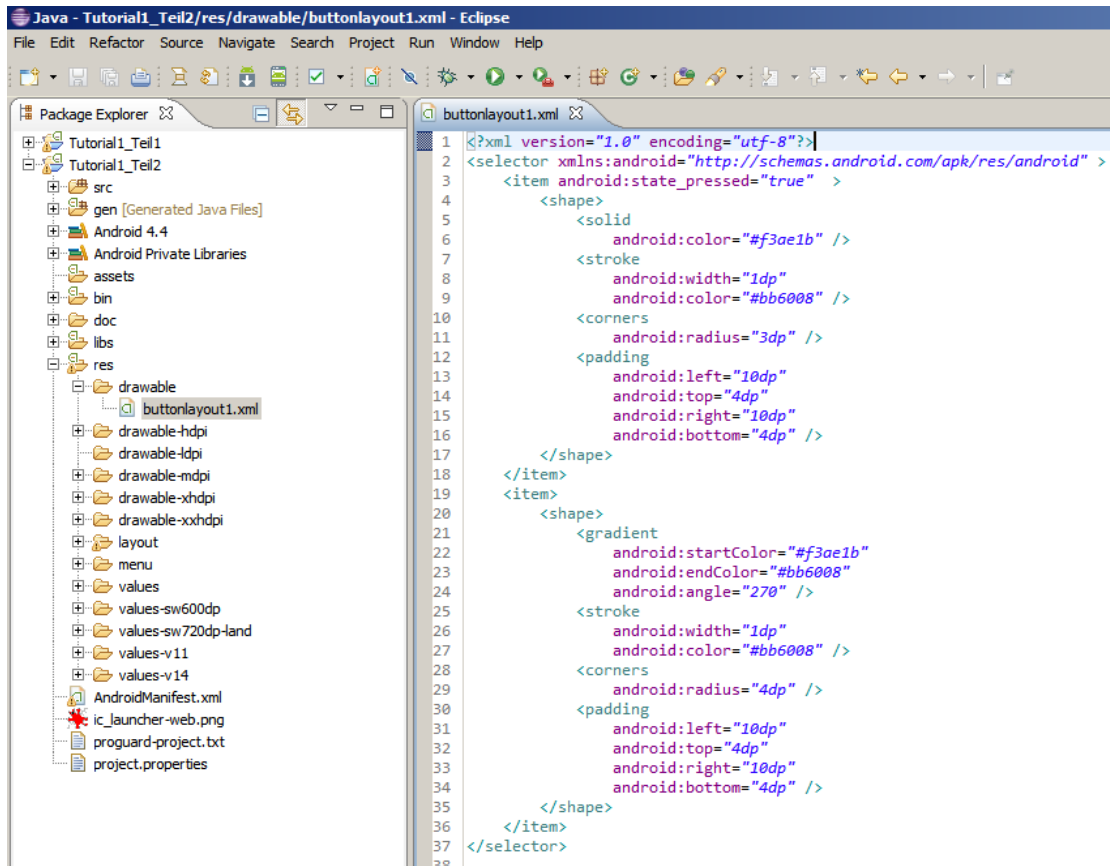 Java - Tutorial1_Teil2/res/drawable/buttonlayout1.xml - Eclipse
File Edit Refactor Source Navigate Search Project Run Window Help
Package Explorer
Tutorial1_Teil1
Tutorial1_Teil2
src
gen [Generated Java Files]
Android 4.4
Android Private Libraries
assets
bin
doc
libs
res
drawable
buttonlayout1.xml
drawable-hdpi
drawable-ldpi
drawable-mdpi
drawable-xhdpi
drawable-xxhdpi
layout
menu
values
values-sw600dp
values-sw720dp-land
values-v11
values-v14
AndroidManifest.xml
ic_launcher-web.png
proguard-project.txt
project.properties
buttonlayout1.xml
1 <?xml version="1.0" encoding="utf-8"?>
2 <selector xmlns:android="http://schemas.android.com/apk/res/android" >
3     <item android:state_pressed="true"  >
4         <shape>
5             <solid
6                 android:color="#f3ae1b" />
7             <stroke
8                 android:width="1dp"
9                 android:color="#bb6008" />
10             <corners
11                 android:radius="3dp" />
12             <padding
13                 android:left="10dp"
14                 android:top="4dp"
15                 android:right="10dp"
16                 android:bottom="4dp" />
17         </shape>
18     </item>
19     <item>
20         <shape>
21             <gradient
22                 android:startColor="#f3ae1b"
23                 android:endColor="#bb6008"
24                 android:angle="270" />
25             <stroke
26                 android:width="1dp"
27                 android:color="#bb6008" />
28             <corners
29                 android:radius="4dp" />
30             <padding
31                 android:left="10dp"
32                 android:top="4dp"
33                 android:right="10dp"
34                 android:bottom="4dp" />
35         </shape>
36     </item>
37 </selector>
38